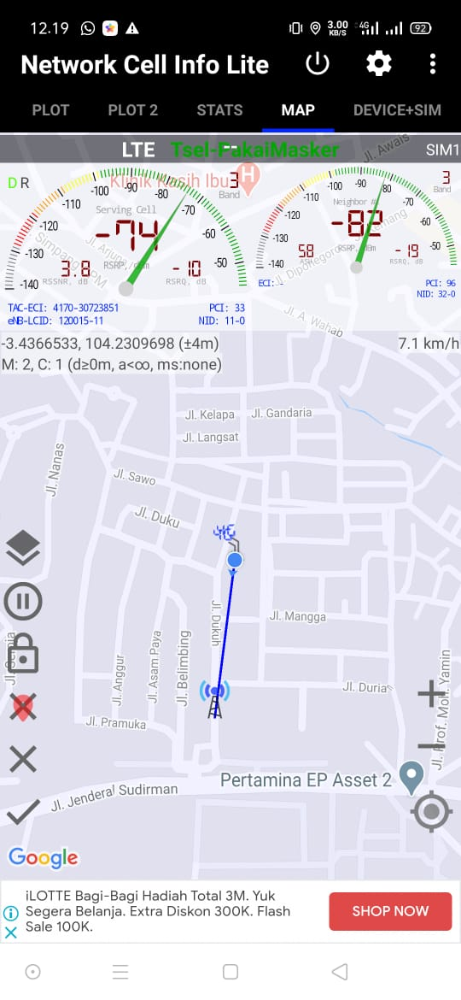 12.19
3.00
KB/S
4G
92
Network Cell Info Lite
PLOT
PLOT 2
STATS
MAP
DEVICE+SIM
LTE
Tsel-PakaiMasker
--
SIM1
Jl. Awais
D R
Klinik Kasih Ibu
H
3
Band
3
Band
-140
-130
-120
-110
-100
-90
-80
-70
-60
-50
Serving Cell
-74
RSRP, dBm
3.8
RSSNR, dB
-10
RSRQ, dB
-140
-130
-120
-110
-100
-90
80
-70
-60
-50
Neighbor #
-82
RSRP, dBm
58
-19
RSRQ, dB
Jl. Arjuna
Jl. Diponegoro
TAC-ECI: 4170-30723851
PCI: 33
eNB-LCID: 120015-11
NID: 11-0
ECI: -
PCI: 96
NID: 32-0
Jl. A. Wahab
-3.4366533, 104.2309698 (±4m)
7.1 km/h
M: 2, C: 1 (d≥0m, a<∞, ms:none)
Jl. Kelapa
Jl. Gandaria
Jl. Langsat
Jl. Nanas
Jl. Sawo
Jl. Duku
4G
Jl. Dukuh
Jl. Mangga
Jl. Anggur
Jl. Asam Paya
Jl. Belimbing
Jl. Duria
Jl. Prof. Moh. Yamin
Jl. Pramuka
Pertamina EP Asset 2
Jl. Jenderal Sudirman
Google
iLOTTE Bagi-Bagi Hadiah Total 3M. Yuk
Segera Belanja. Extra Diskon 300K. Flash
Sale 100K.
SHOP NOW